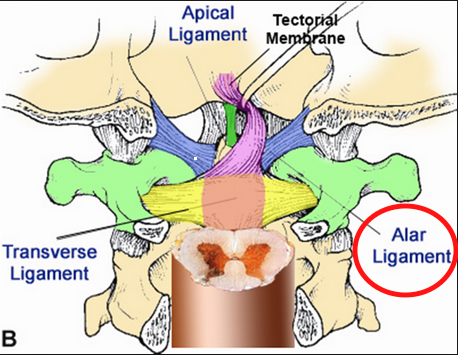 Apical
Ligament
Tectorial
Membrane
Transverse
Ligament
Alar
Ligament
B